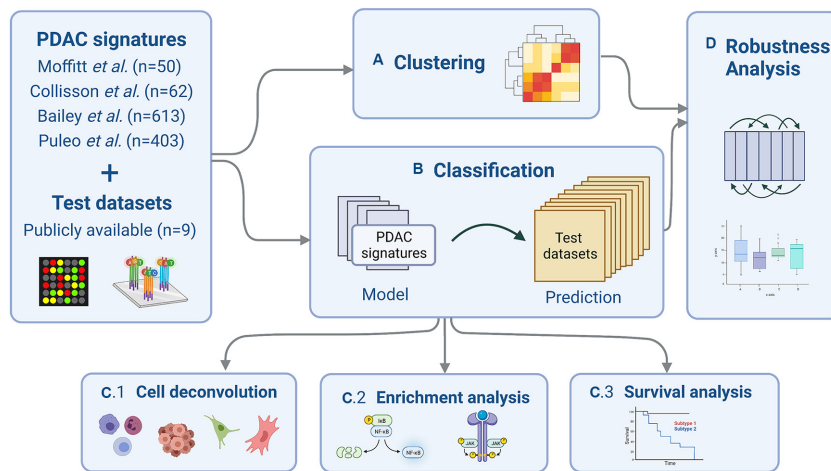 PDAC signatures
Moffitt et al. (n=50)
Collisson et al. (n=62)
Bailey et al. (n=613)
Puleo et al. (n=403)
+
Test datasets
Publicly available (n=9)
A Clustering
B Classification
PDAC
signatures
Model
Test
datasets
Prediction
D Robustness
Analysis
C.1 Cell deconvolution
C.2 Enrichment analysis
P
IκB
NF-κB
NF-κB
JAK
JAK
P
P
P
P
C.3 Survival analysis
Survival
Subtype 1
Subtype 2
Time